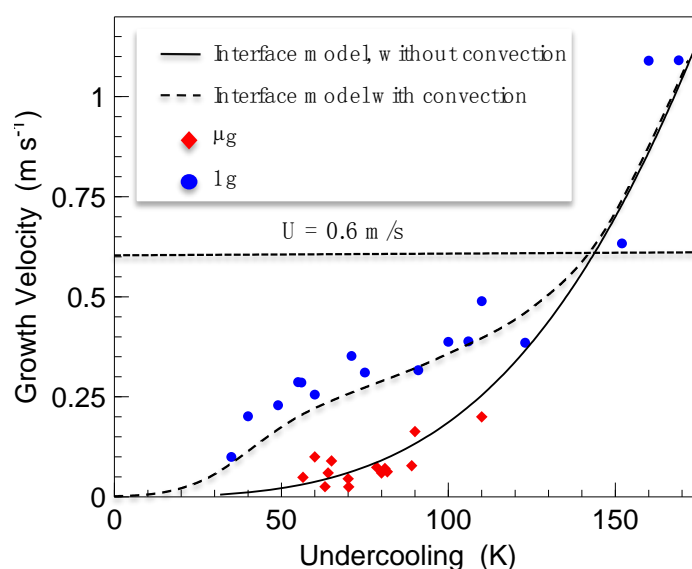 Interface model, without convection
Interface model with convection
μg
1g
U = 0.6 m/s
Growth Velocity (m s⁻¹)
1
0.75
0.5
0.25
0
0 50 100 150
Undercooling (K)